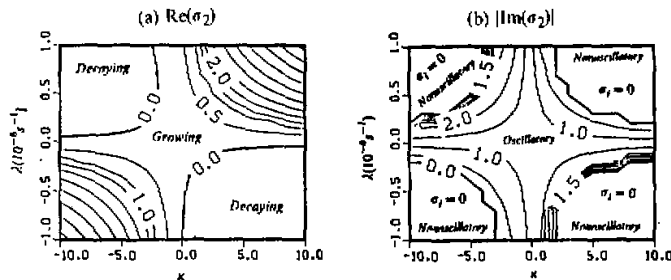 (a) Re(σ₂)
1.0
0.5
0.0
-0.5
-1.0
λ(10⁻⁶s⁻¹)
Decaying
0.0
0.5
2.0
Growing
0.0
1.0
Decaying
-10.0
-5.0
0.0
5.0
10.0
κ
(b) |Im(σ₂)|
1.0
0.5
0.0
-0.5
-1.0
λ(10⁻⁶s⁻¹)
σᵢ = 0
Nonoscillatory
1.5
2.0
Nonoscillatory
σᵢ = 0
1.0
Oscillatory
1.0
1.0
0.0
σᵢ = 0
Nonoscillatory
1.5
σᵢ = 0
Nonoscillatory
-10.0
-5.0
0.0
5.0
10.0
κ